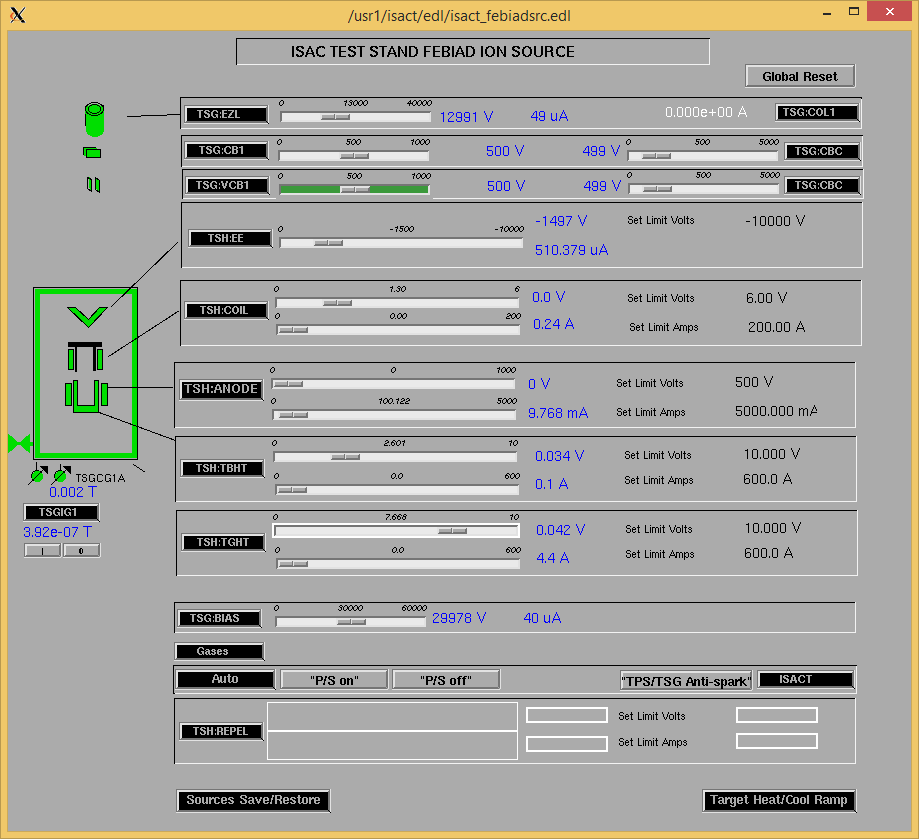 /usr1/isact/edl/isact_febiadsrc.edl
ISAC TEST STAND FEBIAD ION SOURCE
Global Reset
TSG:EZL 0 13000 40000 12991 V 49 uA 0.000e+00 A TSG:COL1
TSG:CB1 0 500 1000 500 V 499 V 0 500 5000 TSG:CBC
TSG:VCB1 0 500 1000 500 V 499 V 0 500 5000 TSG:CBC
-1497 V Set Limit Volts -10000 V
TSH:EE 0 -1500 -10000
510.379 uA
0 1.30 6 0.0 V Set Limit Volts 6.00 V
TSH:COIL
0 0.00 200 0.24 A Set Limit Amps 200.00 A
0 0 1000 0 V Set Limit Volts 500 V
TSH:ANODE
0 100.122 5000 9.768 mA Set Limit Amps 5000.000 mA
0 2.601 10 0.034 V Set Limit Volts 10.000 V
TSH:TBHT
0 0.0 600 0.1 A Set Limit Amps 600.0 A
TSGCG1A
0.002 T
TSGIG1
3.92e-07 T
I 0
0 7.668 10 0.042 V Set Limit Volts 10.000 V
TSH:TGHT
0 0.0 600 4.4 A Set Limit Amps 600.0 A
TSG:BIAS 0 30000 60000 29978 V 40 uA
Gases
Auto "P/S on" "P/S off" "TPS/TSG Anti-spark" ISACT
Set Limit Volts
TSH:REPEL
Set Limit Amps
Sources Save/Restore Target Heat/Cool Ramp